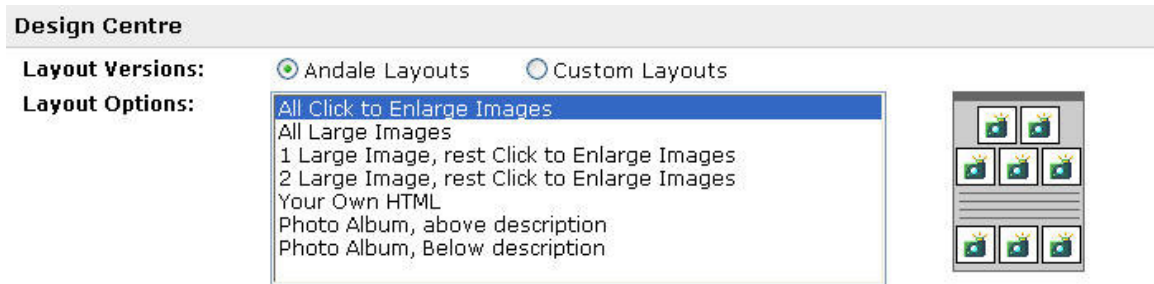 Design Centre
Layout Versions: Andale Layouts Custom Layouts
Layout Options:
All Click to Enlarge Images
All Large Images
1 Large Image, rest Click to Enlarge Images
2 Large Image, rest Click to Enlarge Images
Your Own HTML
Photo Album, above description
Photo Album, Below description